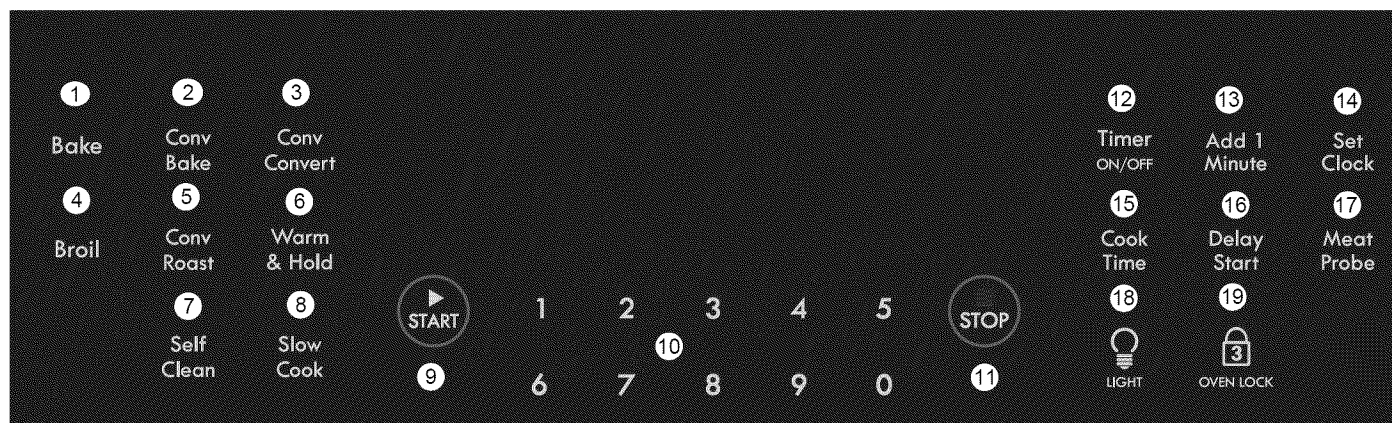 1 2 3
Bake Conv Conv
Bake Convert
4 5 6
Broil Conv Warm
Roast & Hold
7 8
Self Slow
Clean Cook
START
9
1 2 3 4 5
10
6 7 8 9 0
STOP
11
12 13 14
Timer Add 1 Set
ON/OFF Minute Clock
15 16 17
Cook Delay Meat
Time Start Probe
18 19
3
LIGHT OVEN LOCK